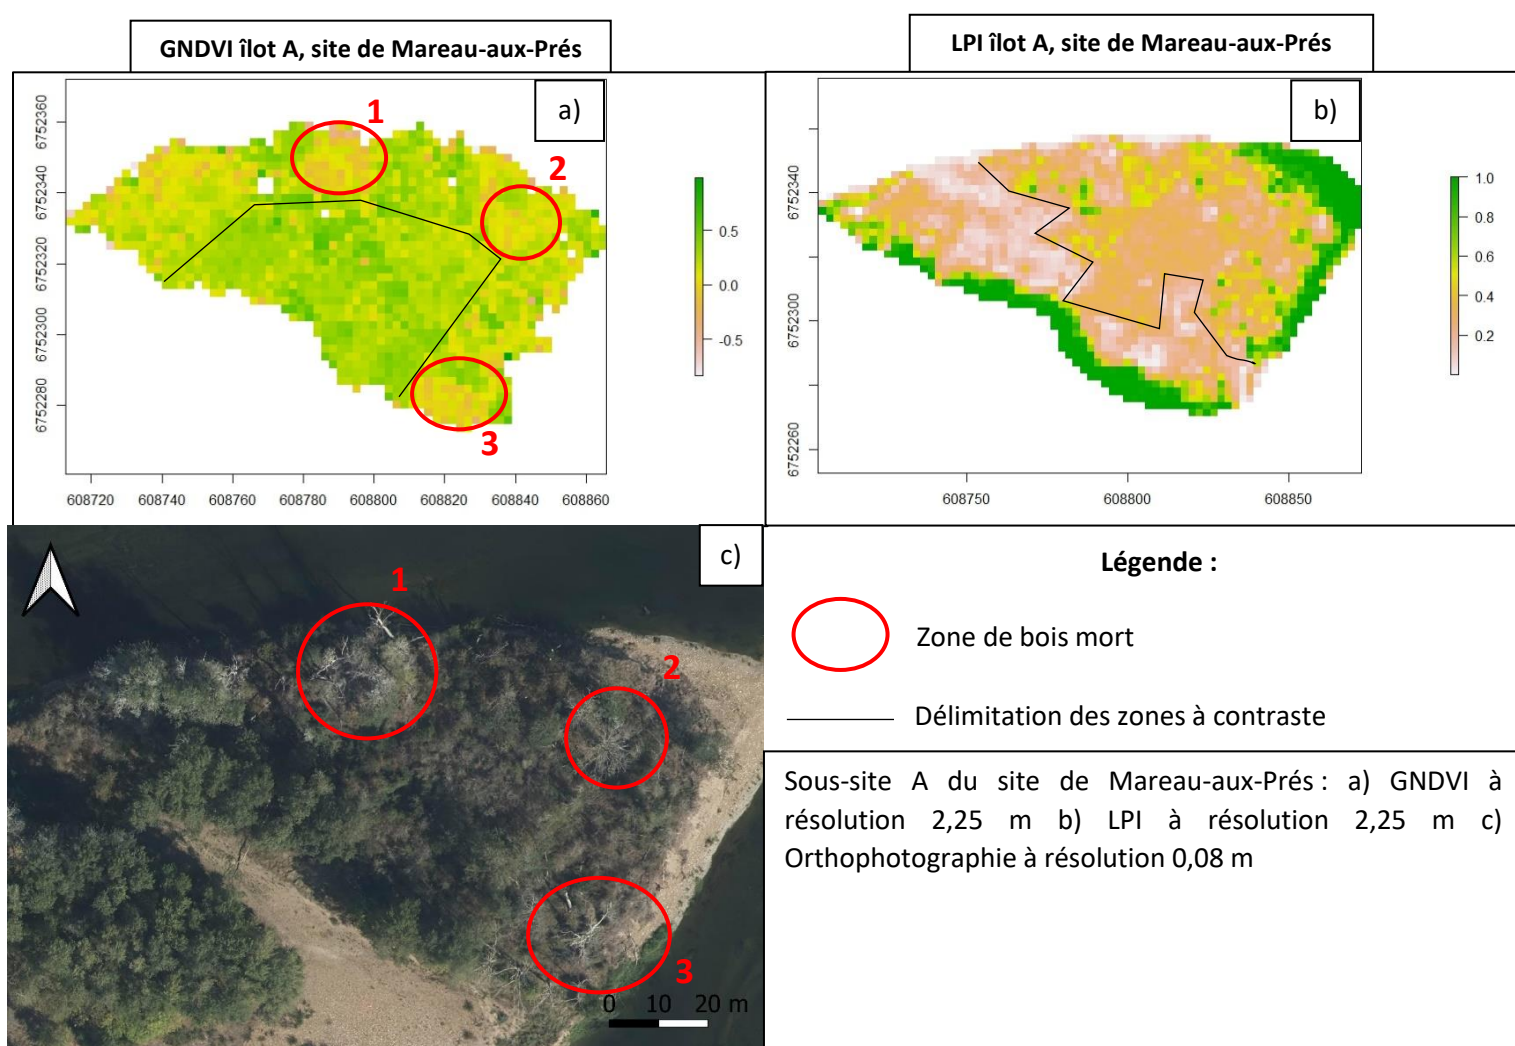 GNDVI îlot A, site de Mareau-aux-Prés
LPI îlot A, site de Mareau-aux-Prés
a)
1
2
3
6752360
6752340
6752320
6752300
6752280
608720 608740 608760 608780 608800 608820 608840 608860
0.5
0.0
-0.5
b)
6752340
6752300
6752260
608750 608800 608850
1.0
0.8
0.6
0.4
0.2
c)
1
2
3
0 10 20 m
Légende :
Zone de bois mort
Délimitation des zones à contraste
Sous-site A du site de Mareau-aux-Prés : a) GNDVI à
résolution 2,25 m b) LPI à résolution 2,25 m c)
Orthophotographie à résolution 0,08 m